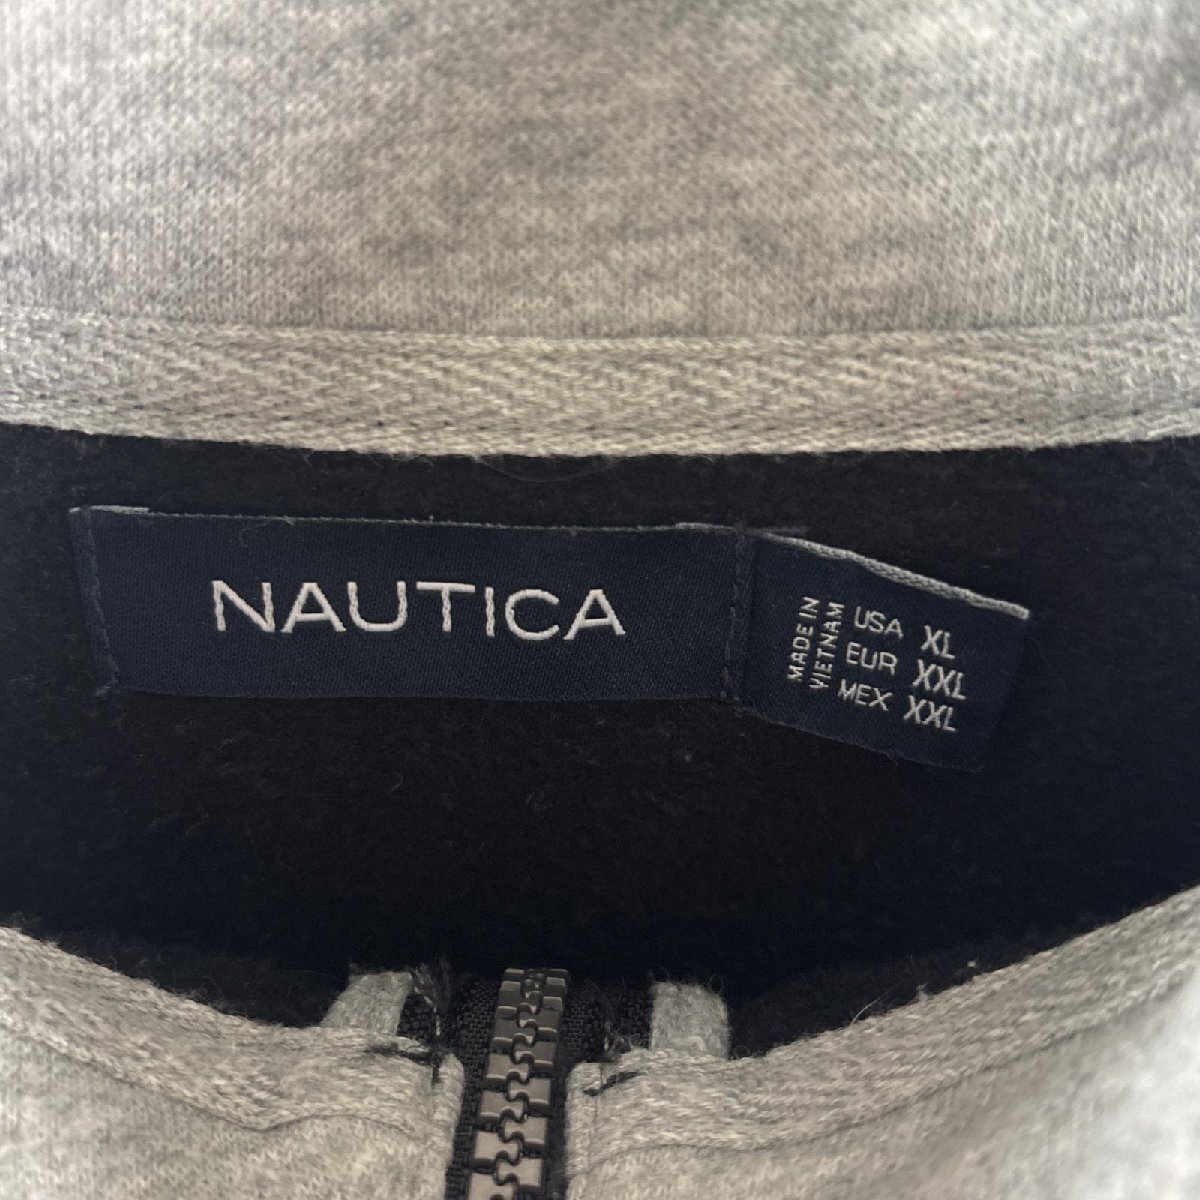 NAUTICA
MADE IN
VIETNAM
USA XL
EUR XXL
MEX XXL